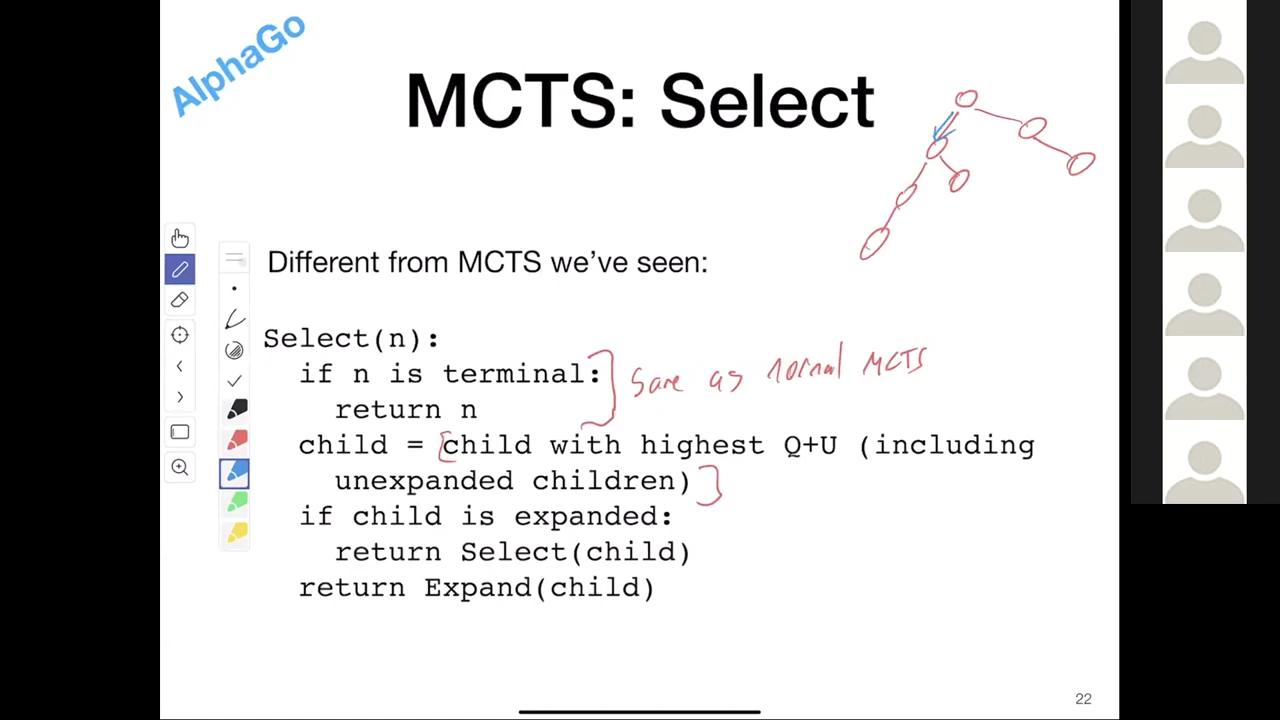 AlphaGo
MCTS: Select
Different from MCTS we've seen:
Select(n):
if n is terminal:
return n
Same as normal MCTS
child = child with highest Q+U (including
unexpanded children)
if child is expanded:
return Select(child)
return Expand(child)
22